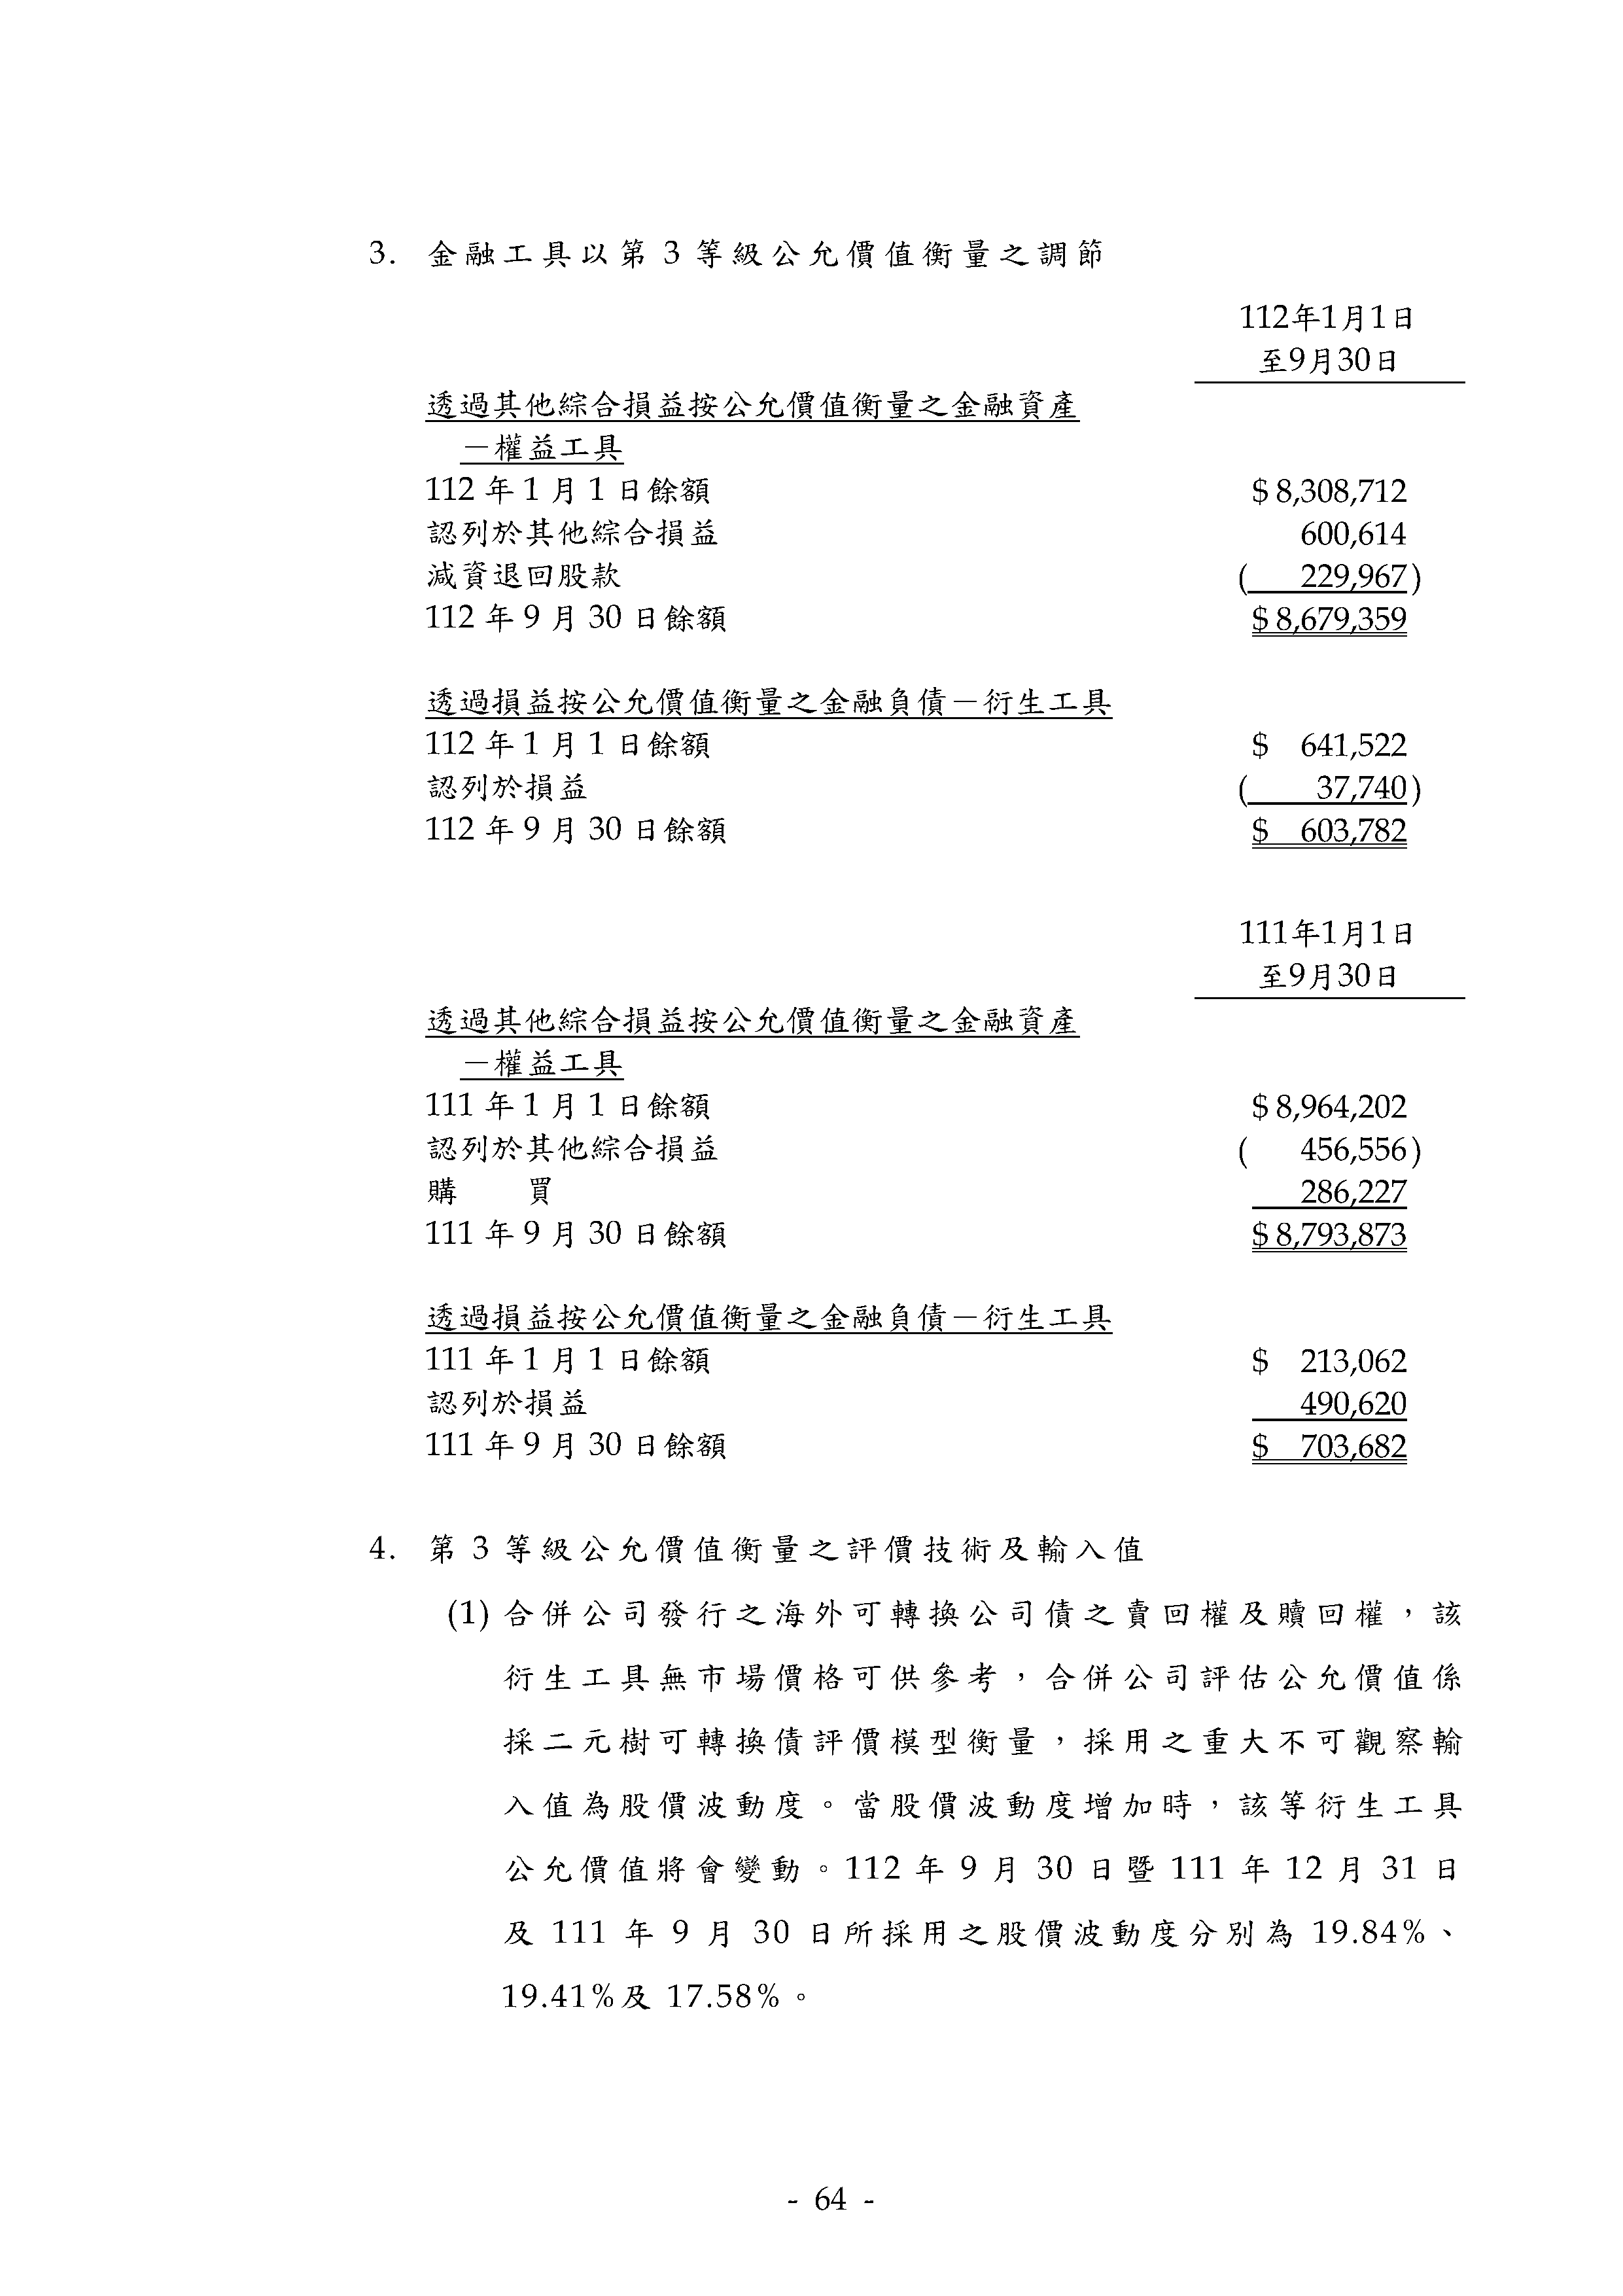 3. 金融工具以第 3 等級公允價值衡量之調節
112年1月1日
至9月30日
透過其他綜合損益按公允價值衡量之金融資產
－權益工具
112 年 1 月 1 日餘額 $ 8,308,712
認列於其他綜合損益 600,614
減資退回股款 ( 229,967)
112 年 9 月 30 日餘額 $ 8,679,359
透過損益按公允價值衡量之金融負債－衍生工具
112 年 1 月 1 日餘額 $ 641,522
認列於損益 ( 37,740)
112 年 9 月 30 日餘額 $ 603,782
111年1月1日
至9月30日
透過其他綜合損益按公允價值衡量之金融資產
－權益工具
111 年 1 月 1 日餘額 $ 8,964,202
認列於其他綜合損益 ( 456,556)
購 買 286,227
111 年 9 月 30 日餘額 $ 8,793,873
透過損益按公允價值衡量之金融負債－衍生工具
111 年 1 月 1 日餘額 $ 213,062
認列於損益 490,620
111 年 9 月 30 日餘額 $ 703,682
4. 第 3 等級公允價值衡量之評價技術及輸入值
(1) 合併公司發行之海外可轉換公司債之賣回權及贖回權，該
衍生工具無市場價格可供參考，合併公司評估公允價值係
採二元樹可轉換債評價模型衡量，採用之重大不可觀察輸
入值為股價波動度。當股價波動度增加時，該等衍生工具
公允價值將會變動。112 年 9 月 30 日暨 111 年 12 月 31 日
及 111 年 9 月 30 日所採用之股價波動度分別為 19.84%、
19.41%及 17.58%。
- 64 -